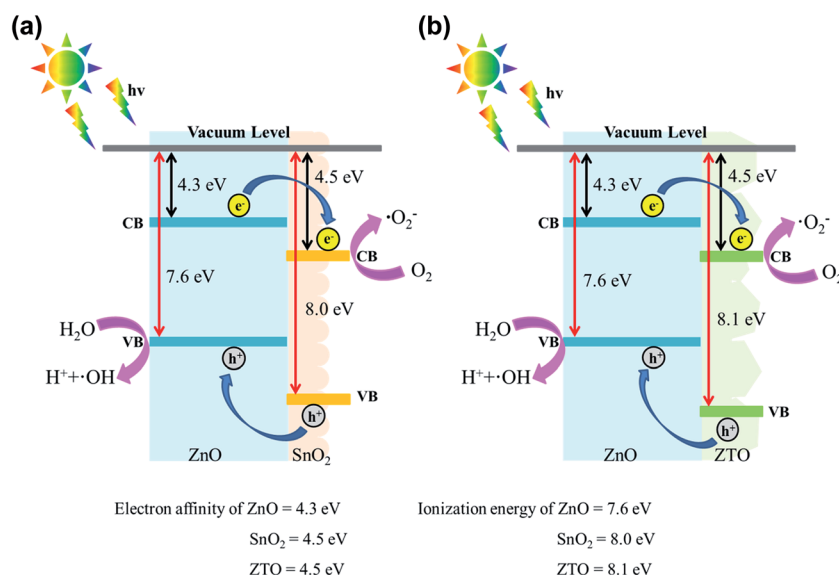 (a)
hν
Vacuum Level
4.3 eV
4.5 eV
e-
e-
·O₂⁻
CB
CB
O₂
7.6 eV
8.0 eV
H₂O
VB
H⁺+·OH
h⁺
VB
h⁺
ZnO
SnO₂
(b)
hν
Vacuum Level
4.3 eV
4.5 eV
e-
e-
·O₂⁻
CB
CB
O₂
7.6 eV
8.1 eV
H₂O
VB
H⁺+·OH
h⁺
VB
h⁺
ZnO
ZTO
Electron affinity of ZnO = 4.3 eV
SnO₂ = 4.5 eV
ZTO = 4.5 eV
Ionization energy of ZnO = 7.6 eV
SnO₂ = 8.0 eV
ZTO = 8.1 eV